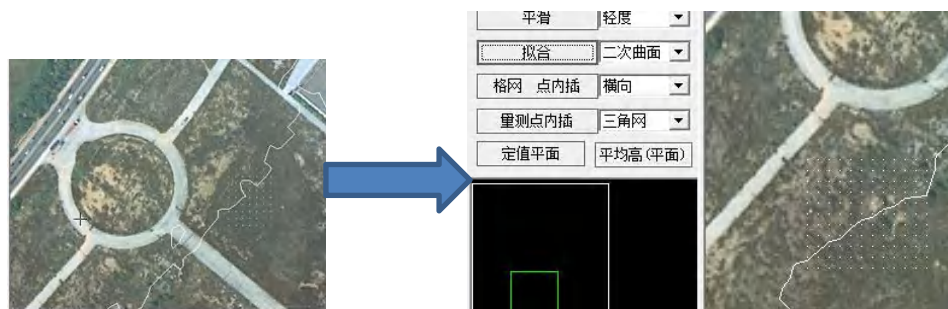 平滑 轻度
拟合 二次曲面
格网 点内插 横向
量测点内插 三角网
定值平面 平均高(平面)